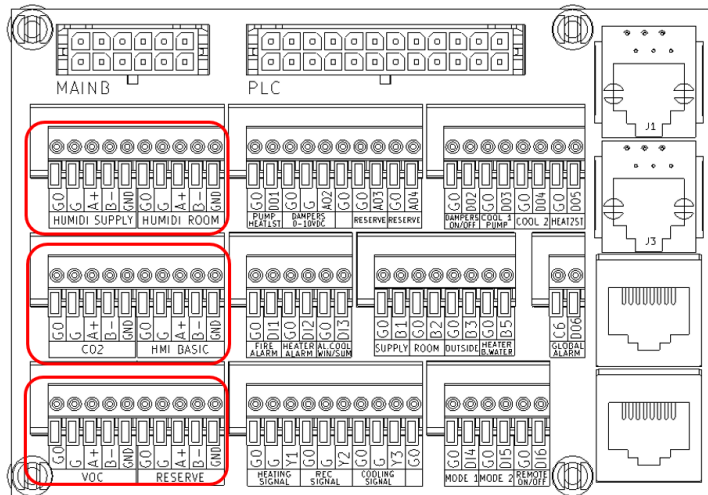 MAINB PLC
J1
G0 G A+ B- GND G0 G A+ B- GND G0 DO1 G0 G AO2 G0 G0 AO3 G0 AO4 G0 DO2 G0 DO3 G0 DO4 G0 DO5
HUMIDI SUPPLY HUMIDI ROOM PUMP HEAT1ST DAMPERS 0-10VDC RESERVE RESERVE DAMPERS ON/OFF COOL 1 PUMP COOL 2 HEAT2ST
J3
G0 G A+ B- GND G0 G A+ B- GND G0 DI1 G0 DI2 G0 DI3 G0 B1 G0 B2 G0 B3 G0 B5 C6 DO6
CO2 HMI BASIC FIRE ALARM HEATER ALARM AL.COOL WIN/SUM SUPPLY ROOM OUTSIDE HEATER B.WATER GLOBAL ALARM
G0 G A+ B- GND G0 G A+ B- GND G0 G Y1 G0 G Y2 G0 G Y3 G0 G0 DI4 G0 DI5 G0 DI6
VOC RESERVE HEATING SIGNAL REC SIGNAL COOLING SIGNAL MODE 1 MODE 2 REMOTE ON/OFF